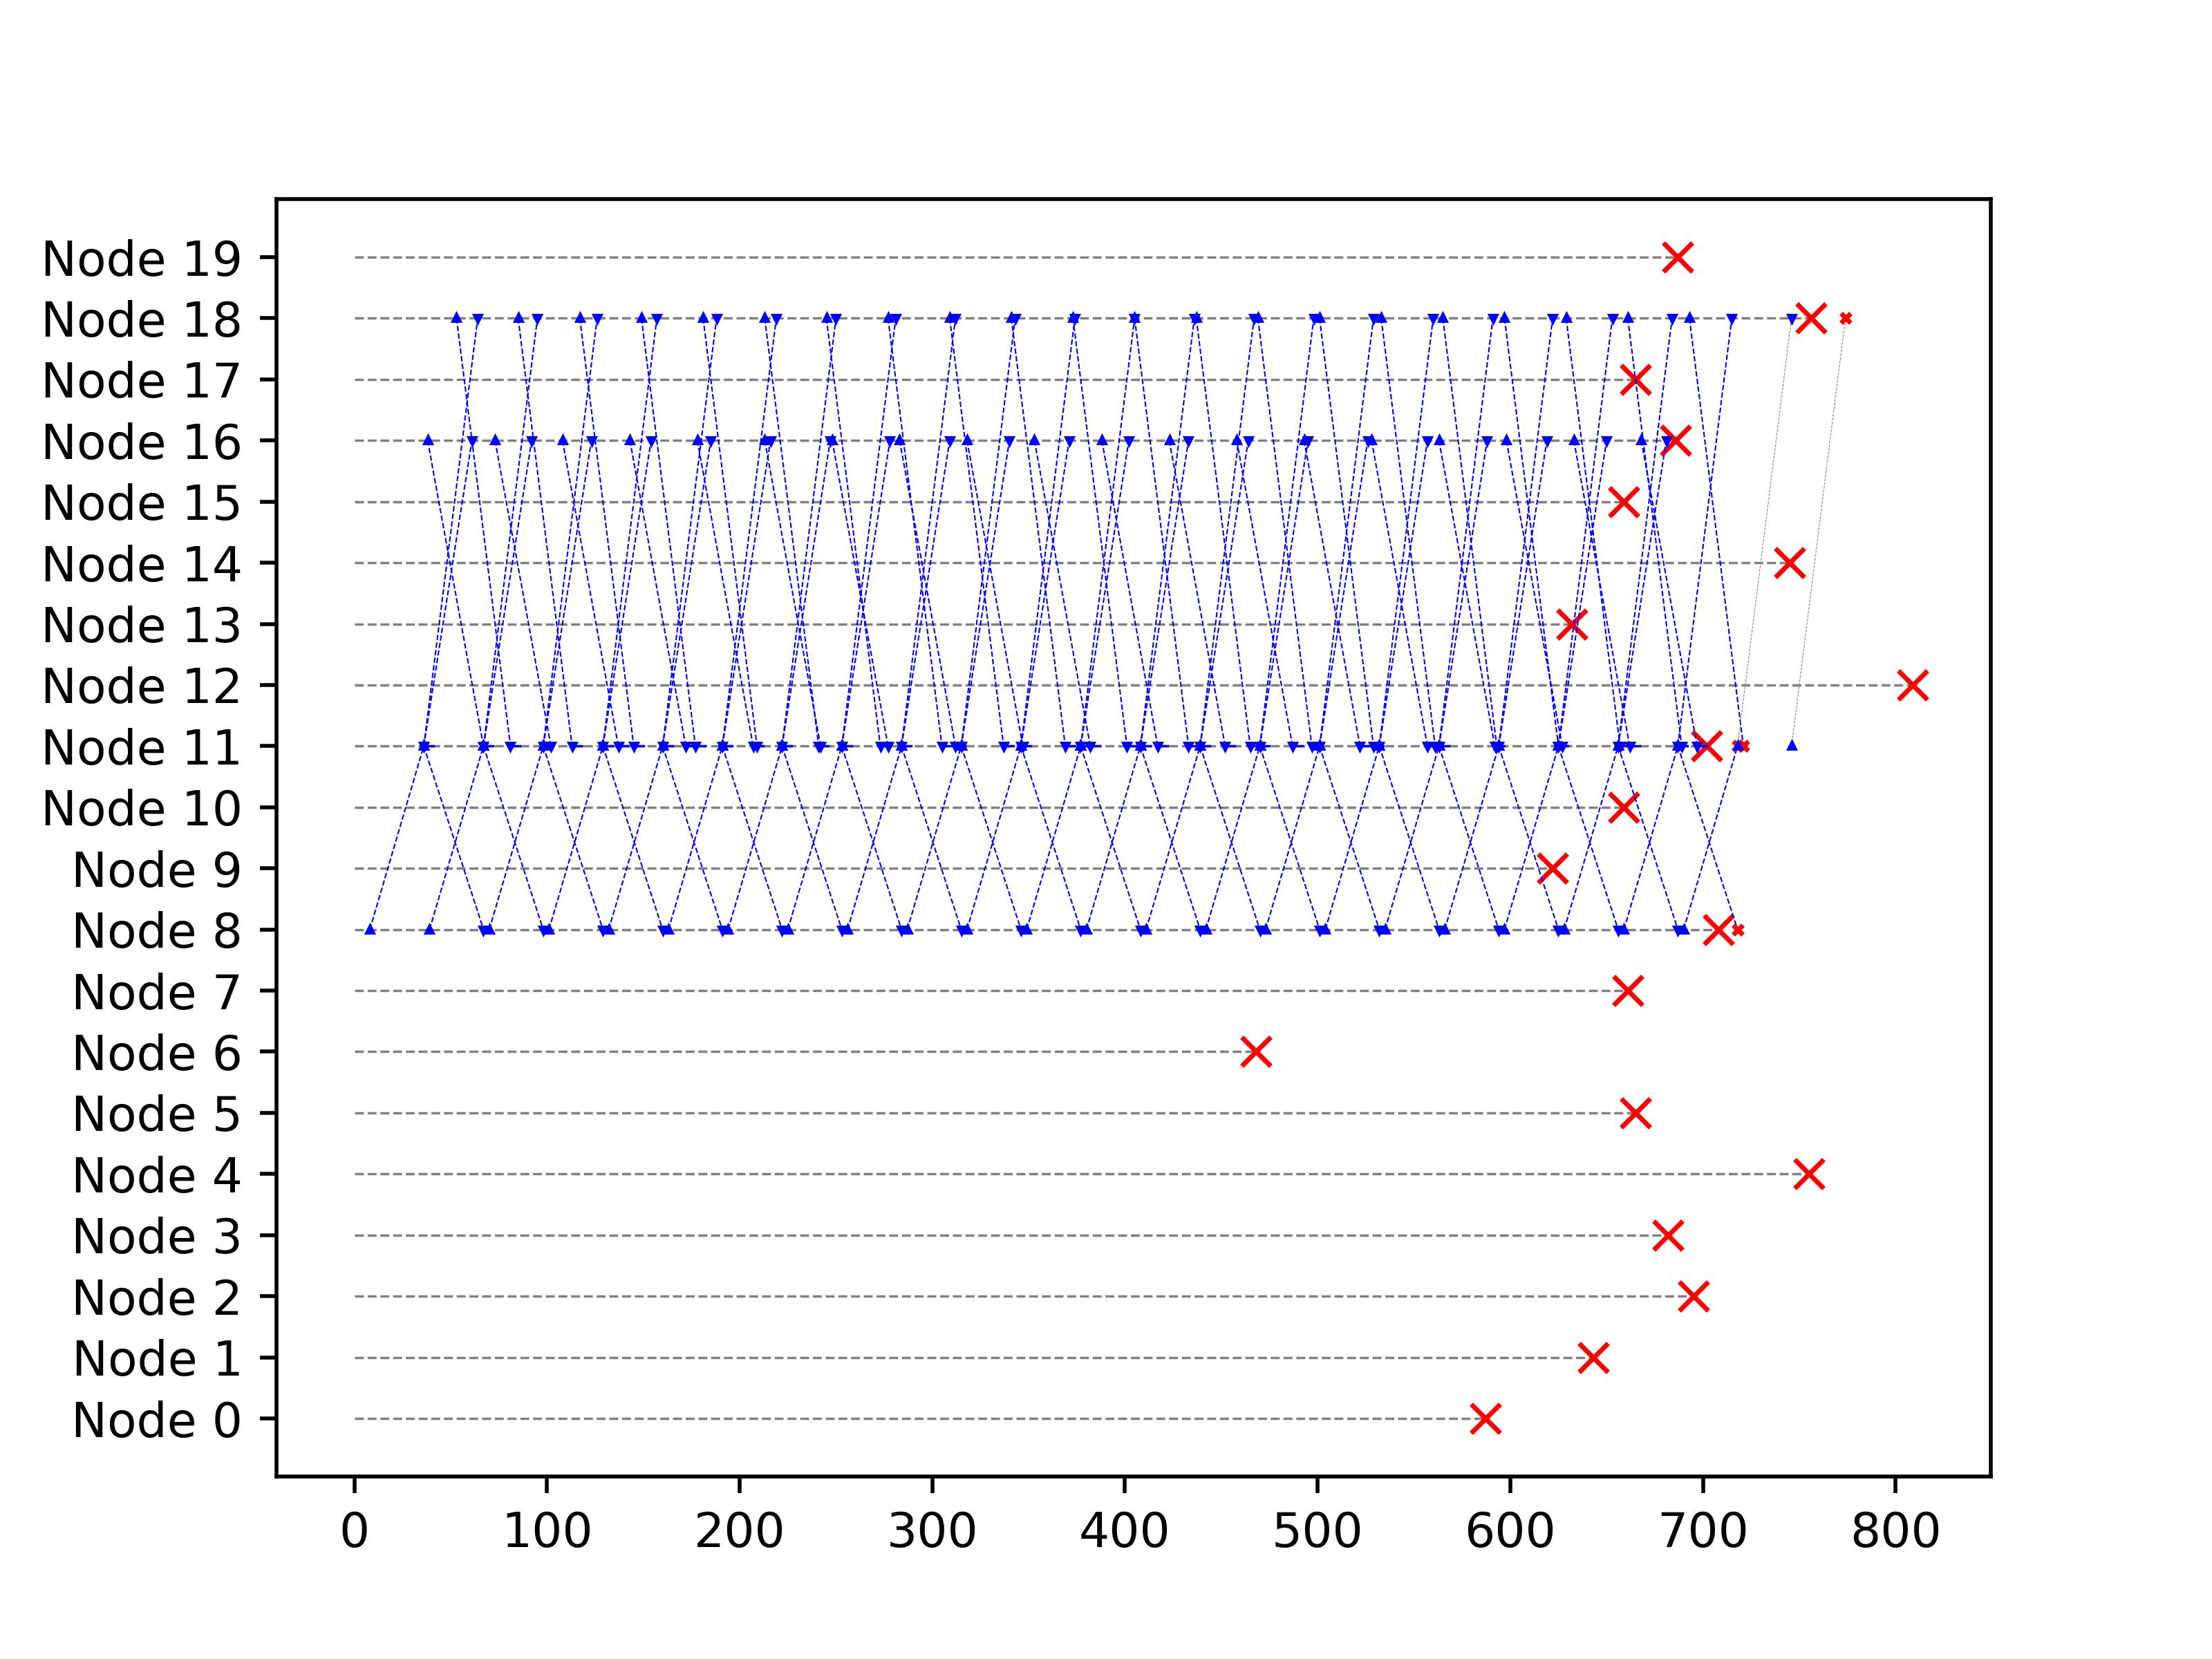 Node 19
Node 18
Node 17
Node 16
Node 15
Node 14
Node 13
Node 12
Node 11
Node 10
Node 9
Node 8
Node 7
Node 6
Node 5
Node 4
Node 3
Node 2
Node 1
Node 0
0 100 200 300 400 500 600 700 800